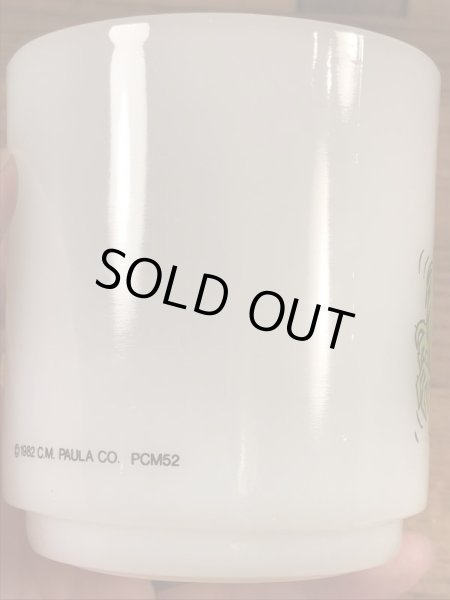 SOLD OUT
©1982 C.M. PAULA CO. PCM52